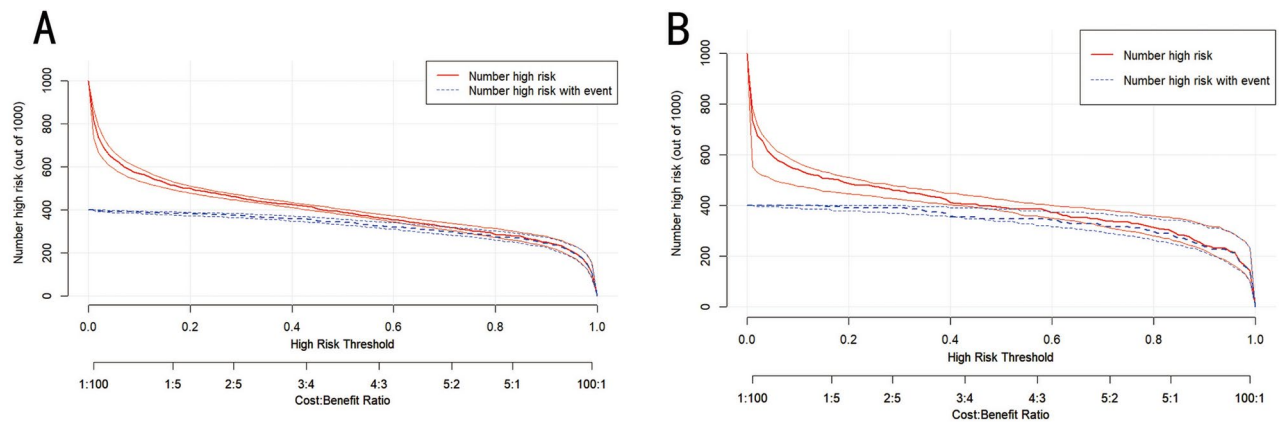 A
Number high risk
Number high risk with event
Number high risk (out of 1000)
1000
800
600
400
200
0
0.0 0.2 0.4 0.6 0.8 1.0
High Risk Threshold
1:100 1:5 2:5 3:4 4:3 5:2 5:1 100:1
Cost:Benefit Ratio
B
Number high risk
Number high risk with event
Number high risk (out of 1000)
1000
800
600
400
200
0
0.0 0.2 0.4 0.6 0.8 1.0
High Risk Threshold
1:100 1:5 2:5 3:4 4:3 5:2 5:1 100:1
Cost:Benefit Ratio